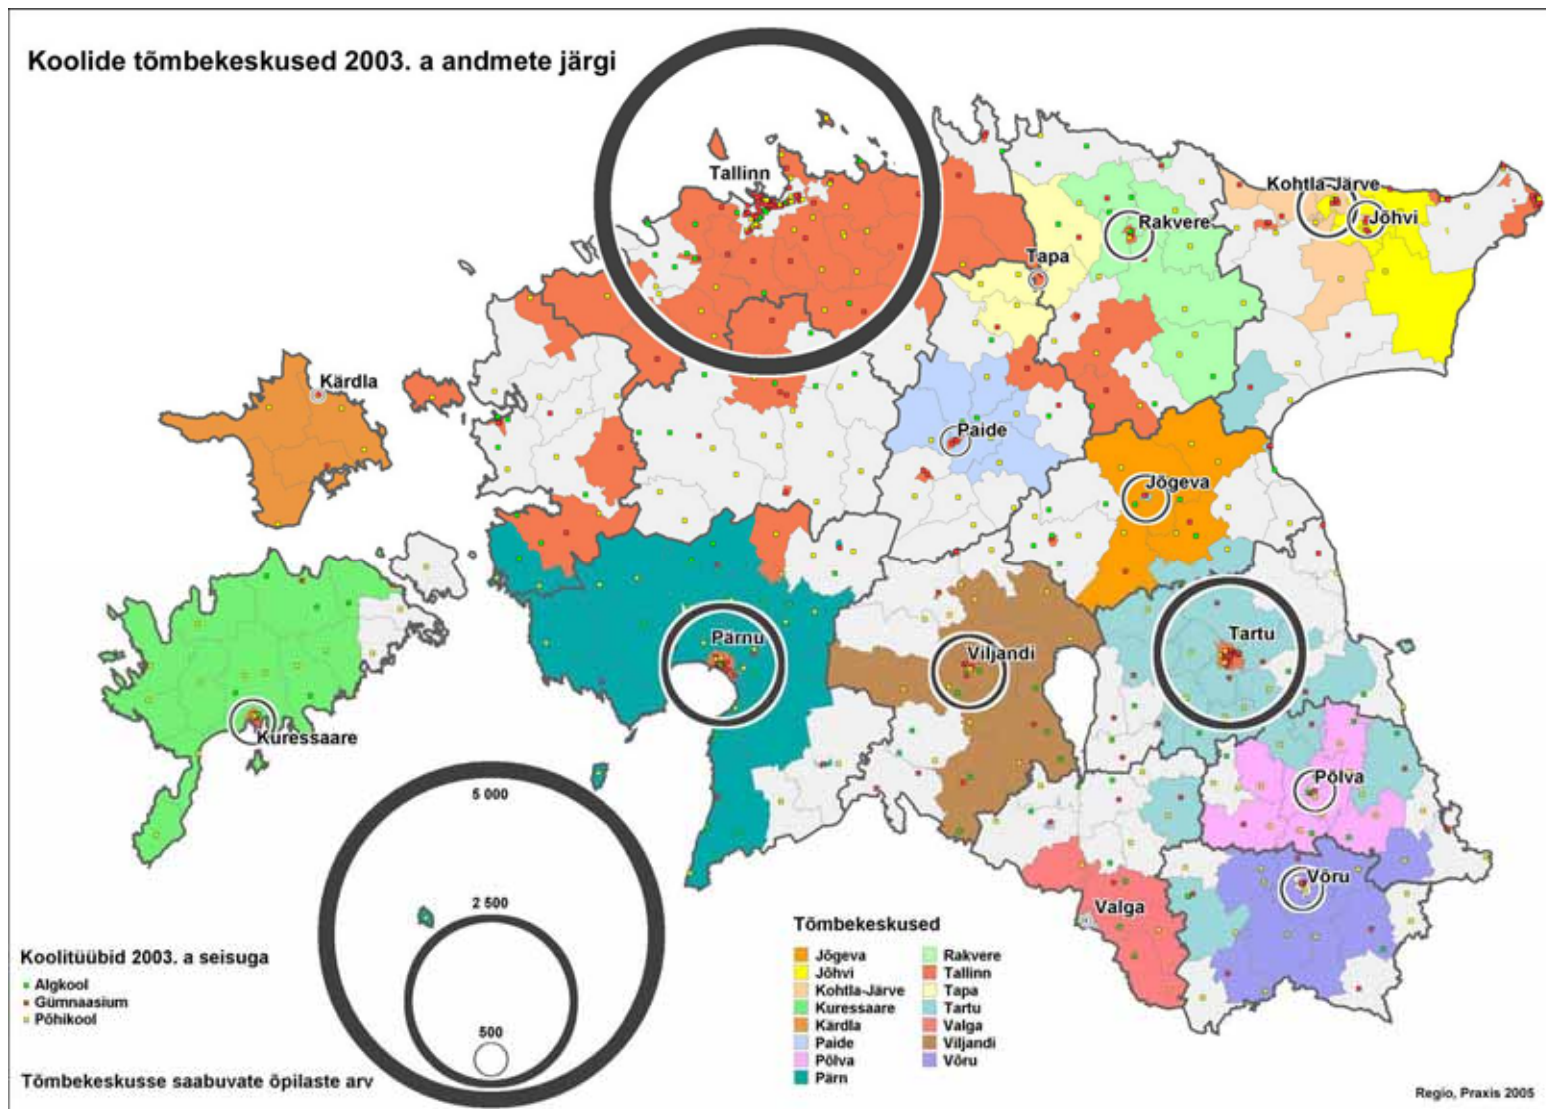 Koolide tõmbekeskused 2003. a andmete järgi
Tallinn
Kohtla-Järve
Jõhvi
Rakvere
Tapa
Kärdla
Paide
Jõgeva
Pärnu
Viljandi
Tartu
Kuressaare
Põlva
Võru
Valga
5 000
2 500
500
Koolitüübid 2003. a seisuga
Algkool
Gümnaasium
Põhikool
Tõmbekeskusse saabuvate õpilaste arv
Tõmbekeskused
Jõgeva
Jõhvi
Kohtla-Järve
Kuressaare
Kärdla
Paide
Põlva
Pärn
Rakvere
Tallinn
Tapa
Tartu
Valga
Viljandi
Võru
Regio, Praxis 2005